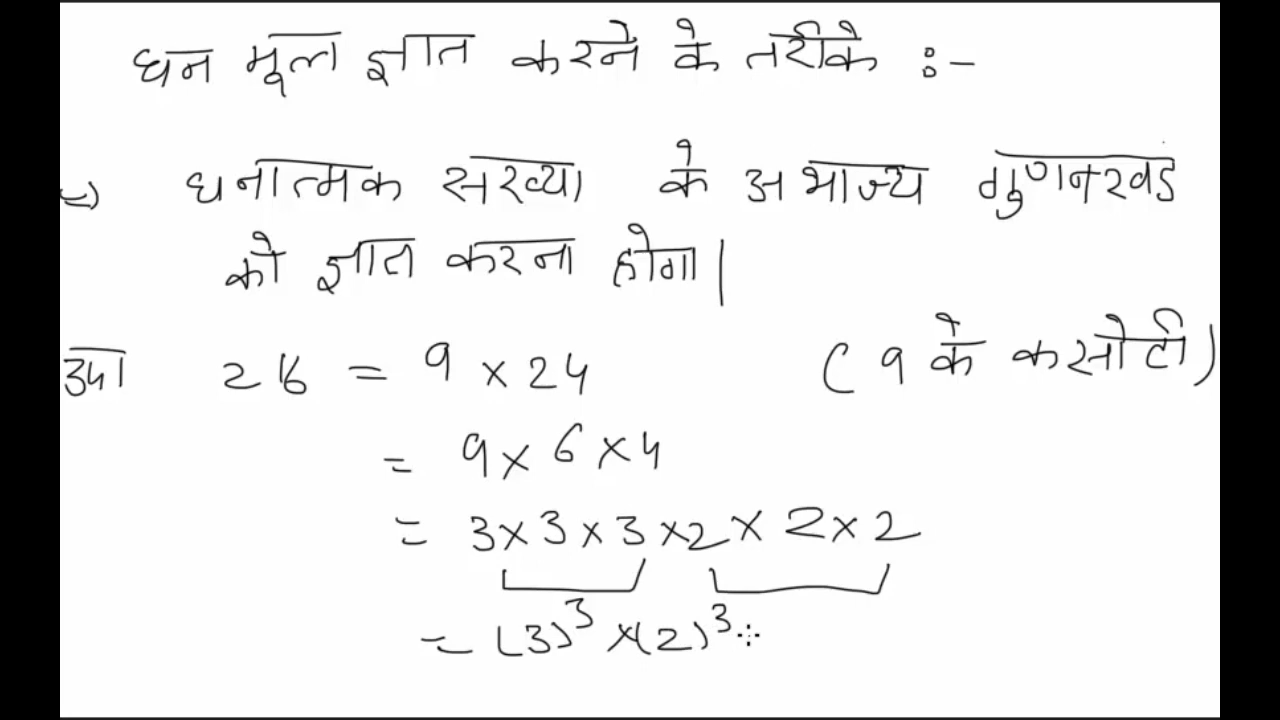 घन मूल ज्ञात करने के तरीके :-
घनात्मक संख्या के अभाज्य गुणनखंड
को ज्ञात करना होगा|
उदा 216 = 9 × 24 ( 9 के कसोटी )
= 9 × 6 × 4
= 3 × 3 × 3 × 2 × 2 × 2
= (3)³ × (2)³